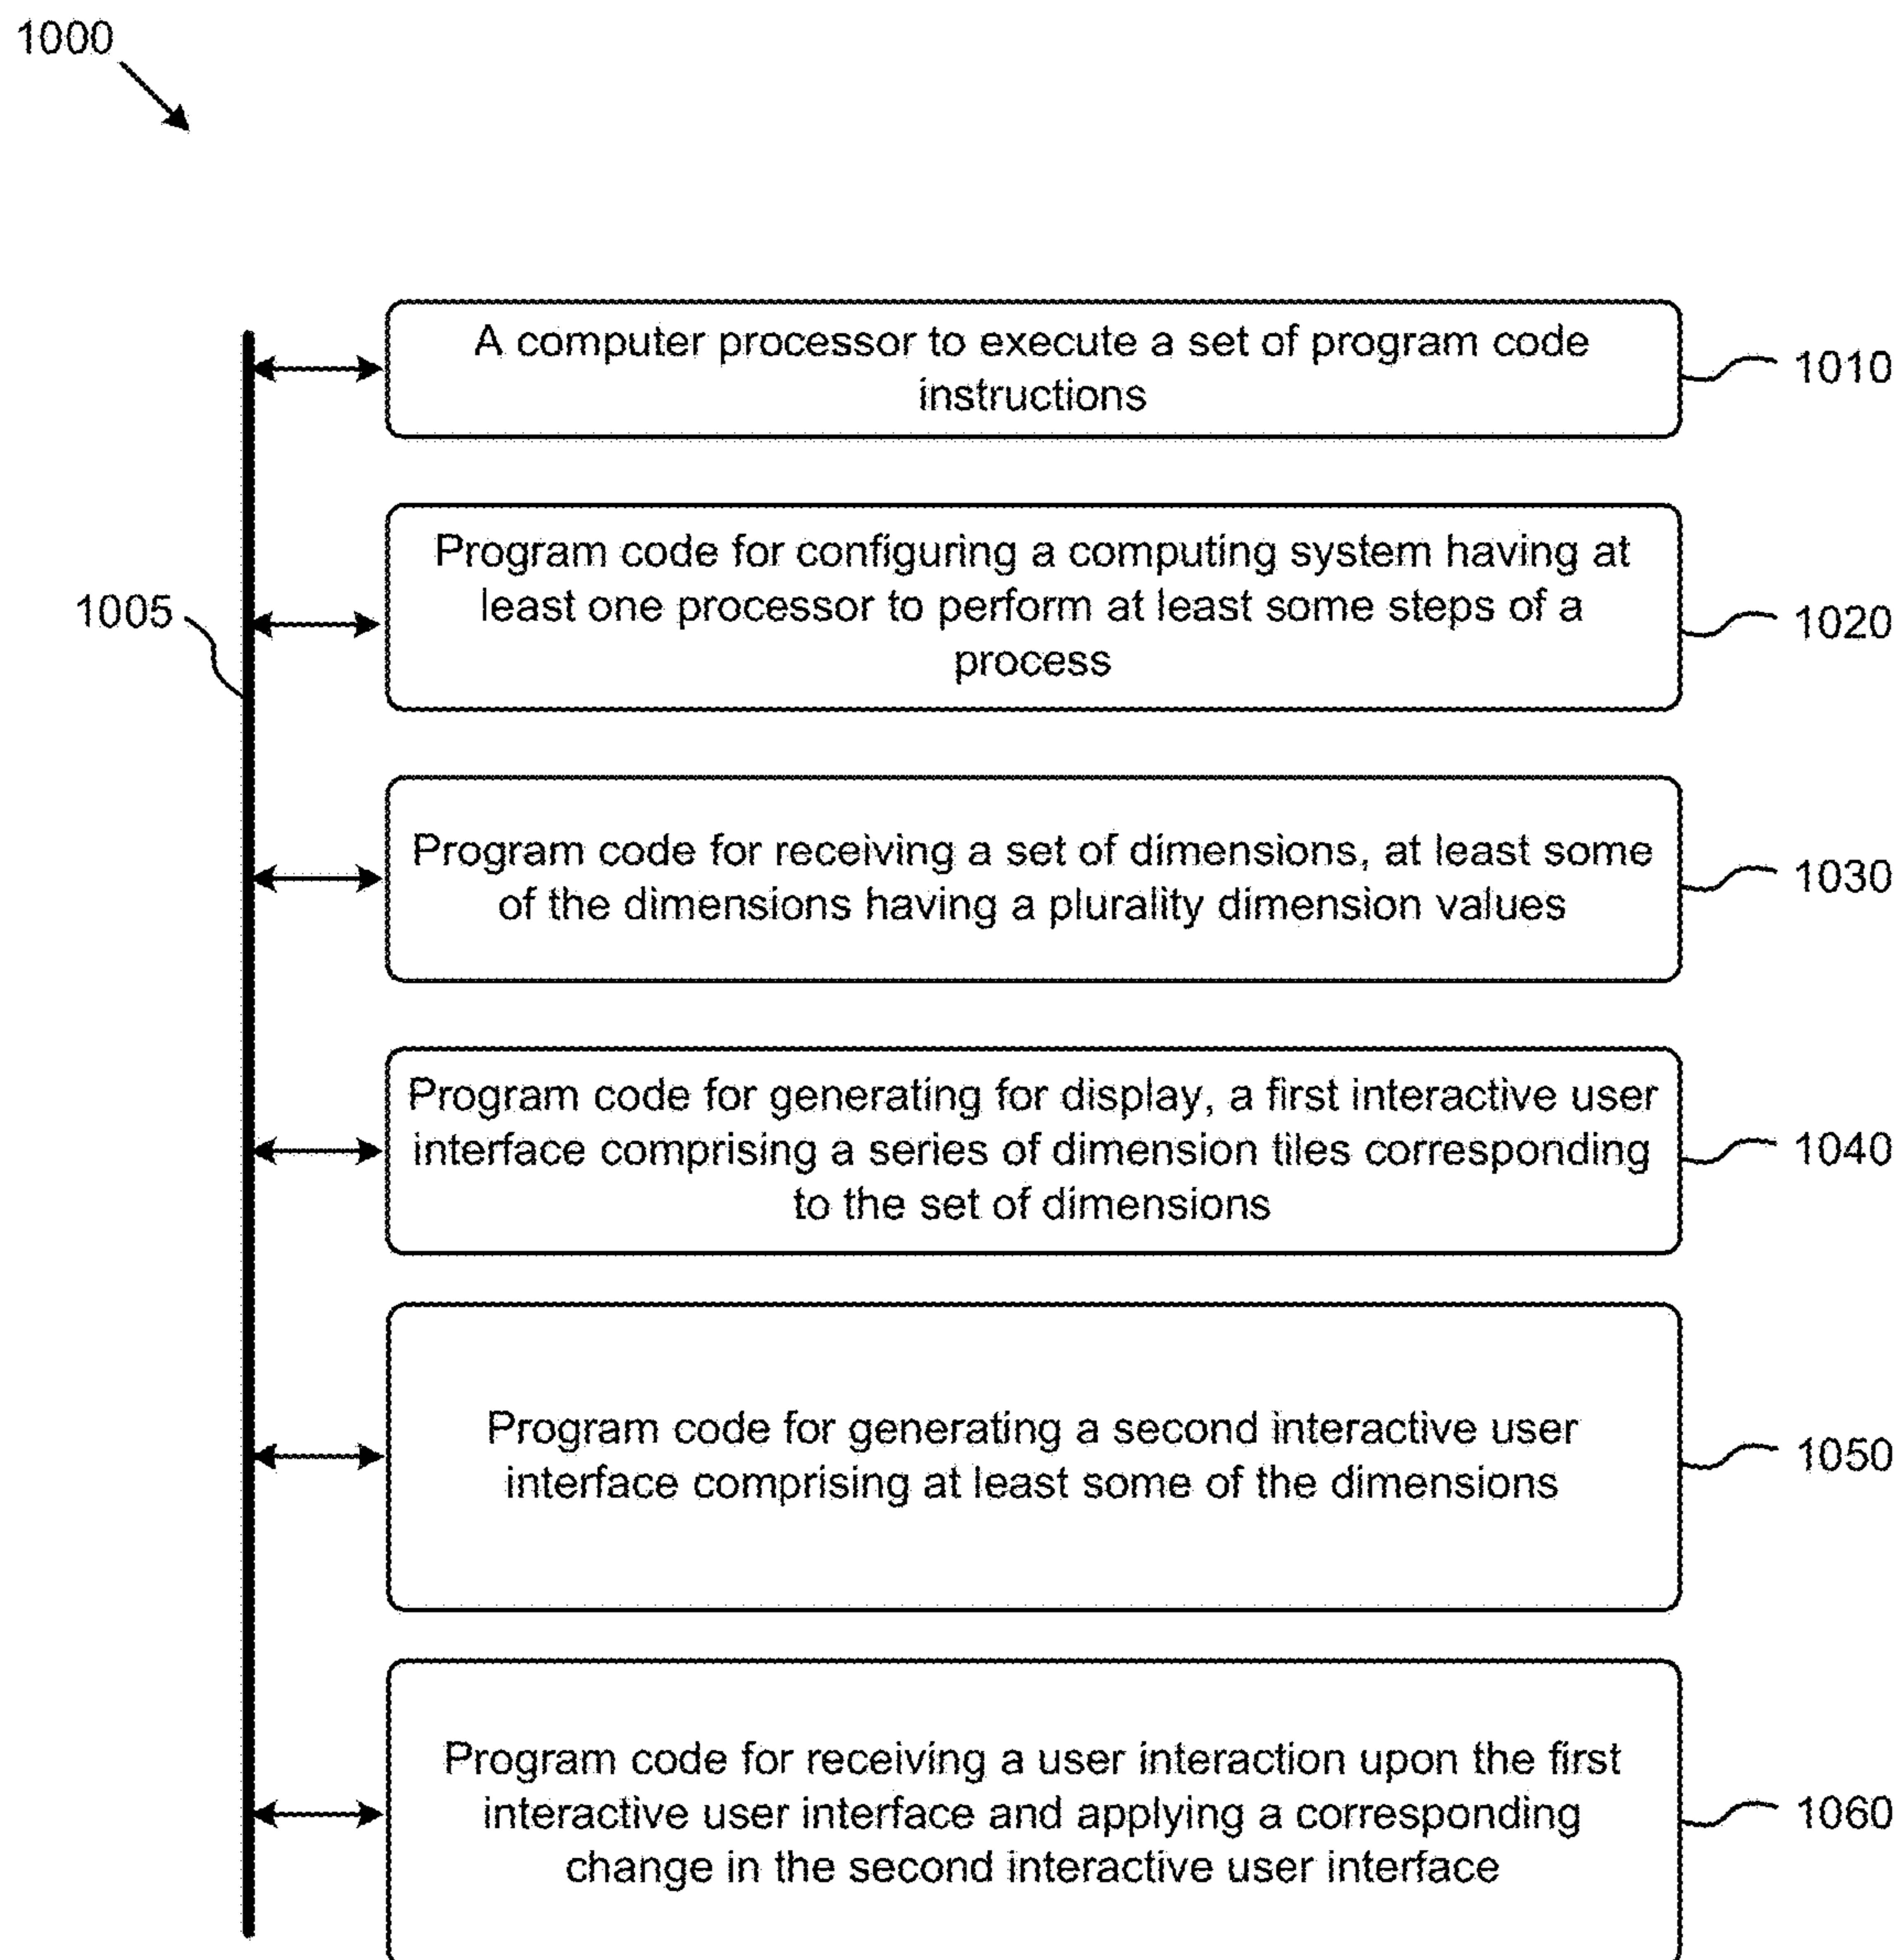 1000
A computer processor to execute a set of program code
instructions
1010
Program code for configuring a computing system having at
least one processor to perform at least some steps of a
process
1020
1005
Program code for receiving a set of dimensions, at least some
of the dimensions having a plurality dimension values
1030
Program code for generating for display, a first interactive user
interface comprising a series of dimension tiles corresponding
to the set of dimensions
1040
Program code for generating a second interactive user
interface comprising at least some of the dimensions
1050
Program code for receiving a user interaction upon the first
interactive user interface and applying a corresponding
change in the second interactive user interface
1060